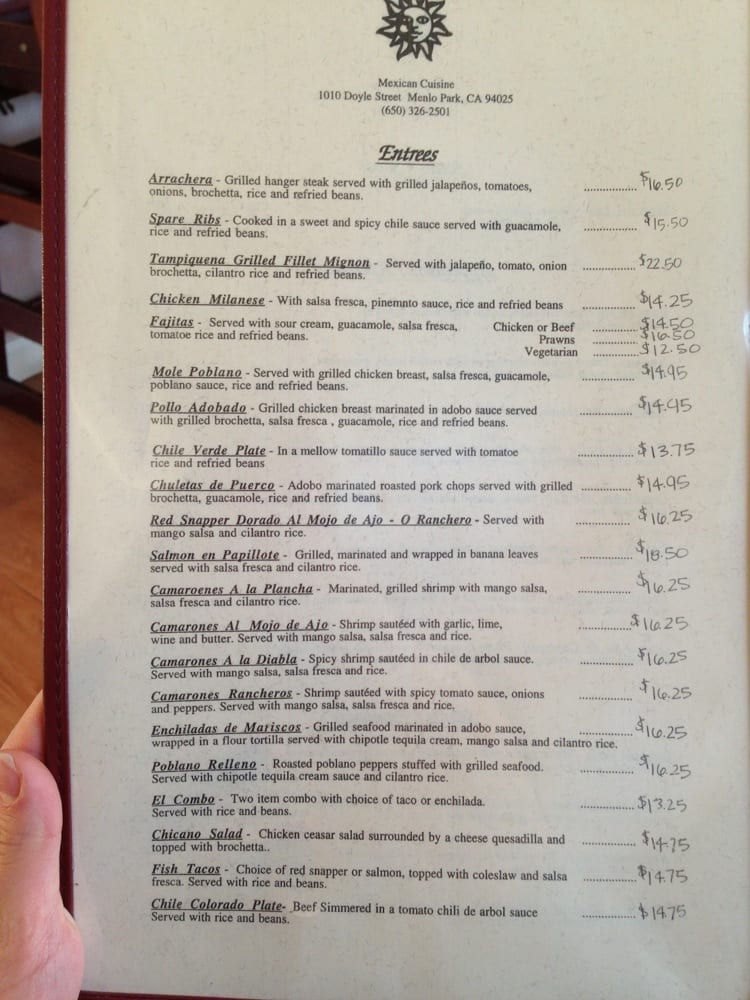 Mexican Cuisine
1010 Doyle Street Menlo Park, CA 94025
(650) 326-2501
Entrees
Arrachera - Grilled hanger steak served with grilled jalapeños, tomatoes, ................ $16.50
onions, brochetta, rice and refried beans.
Spare Ribs - Cooked in a sweet and spicy chile sauce served with guacamole, ................ $15.50
rice and refried beans.
Tampiquena Grilled Fillet Mignon - Served with jalapeño, tomato, onion ................ $22.50
brochetta, cilantro rice and refried beans.
Chicken Milanese - With salsa fresca, pinemnto sauce, rice and refried beans ................ $14.25
Fajitas - Served with sour cream, guacamole, salsa fresca, Chicken or Beef ............. $14.50
tomatoe rice and refried beans. Prawns ............. $16.50
Vegetarian ............. $12.50
Mole Poblano - Served with grilled chicken breast, salsa fresca, guacamole, ................ $14.95
poblano sauce, rice and refried beans.
Pollo Adobado - Grilled chicken breast marinated in adobo sauce served ................ $14.95
with grilled brochetta, salsa fresca , guacamole, rice and refried beans.
Chile Verde Plate - In a mellow tomatillo sauce served with tomatoe ................ $13.75
rice and refried beans
Chuletas de Puerco - Adobo marinated roasted pork chops served with grilled ............... $14.95
brochetta, guacamole, rice and refried beans.
Red Snapper Dorado Al Mojo de Ajo - O Ranchero - Served with ................ $16.25
mango salsa and cilantro rice.
Salmon en Papillote - Grilled, marinated and wrapped in banana leaves ................ $18.50
served with salsa fresca and cilantro rice.
Camaroenes A la Plancha - Marinated, grilled shrimp with mango salsa, ................ $16.25
salsa fresca and cilantro rice.
Camarones Al Mojo de Ajo - Shrimp sautéed with garlic, lime, ................ $16.25
wine and butter. Served with mango salsa, salsa fresca and rice.
Camarones A la Diabla - Spicy shrimp sautéed in chile de arbol sauce. ................ $16.25
Served with mango salsa, salsa fresca and rice.
Camarones Rancheros - Shrimp sautéed with spicy tomato sauce, onions ................ $16.25
and peppers. Served with mango salsa, salsa fresca and rice.
Enchiladas de Mariscos - Grilled seafood marinated in adobo sauce, ................ $16.25
wrapped in a flour tortilla served with chipotle tequila cream, mango salsa and cilantro rice.
Poblano Relleno - Roasted poblano peppers stuffed with grilled seafood. ................ $16.25
Served with chipotle tequila cream sauce and cilantro rice.
El Combo - Two item combo with choice of taco or enchilada. ................ $13.25
Served with rice and beans.
Chicano Salad - Chicken ceasar salad surrounded by a cheese quesadilla and ................ $14.75
topped with brochetta..
Fish Tacos - Choice of red snapper or salmon, topped with coleslaw and salsa ................ $14.75
fresca. Served with rice and beans.
Chile Colorado Plate- Beef Simmered in a tomato chili de arbol sauce ................ $14.75
Served with rice and beans.